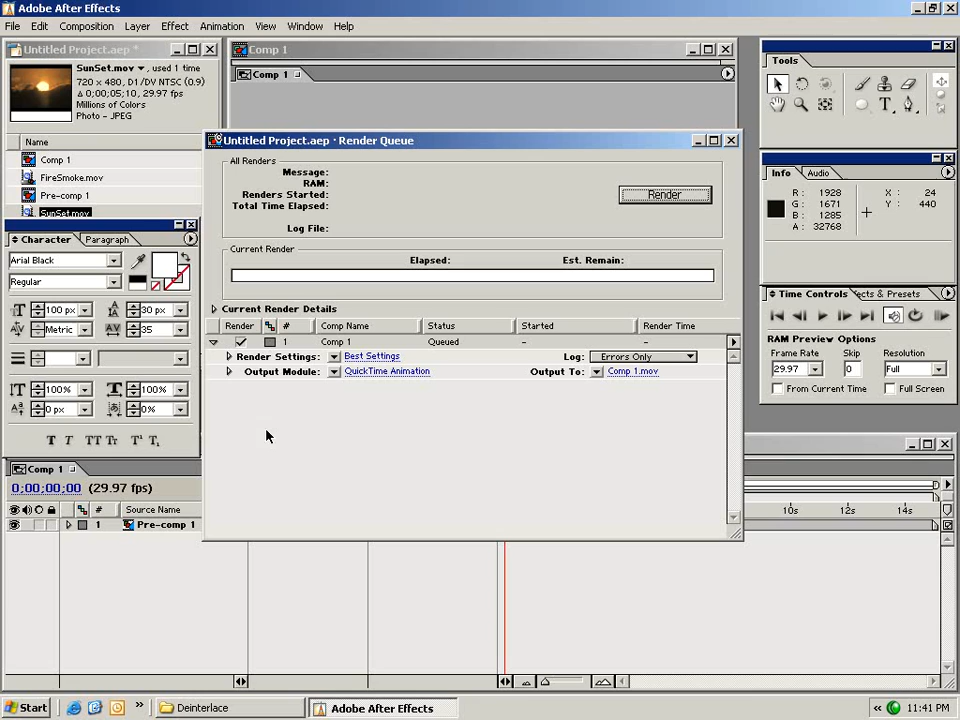 Adobe After Effects
File Edit Composition Layer Effect Animation View Window Help
Untitled Project.aep *
SunSet.mov ▼, used 1 time
720 x 480, D1/DV NTSC (0.9)
Δ 0;00;05;10, 29.97 fps
Millions of Colors
Photo - JPEG
Name
Comp 1
FireSmoke.mov
Pre-comp 1
SunSet.mov
Comp 1
Comp 1
Untitled Project.aep · Render Queue
All Renders
Message:
RAM:
Renders Started:
Total Time Elapsed:
Log File:
Render
Current Render
Elapsed: Est. Remain:
Current Render Details
Render # Comp Name Status Started Render Time
1 Comp 1 Queued - -
Render Settings: Best Settings Log: Errors Only
Output Module: QuickTime Animation Output To: Comp 1.mov
Tools
Info Audio
R: 1928 X: 24
G: 1671 Y: 440
B: 1285
A: 32768
Time Controls ects & Presets
RAM Preview Options
Frame Rate Skip Resolution
29.97 0 Full
From Current Time Full Screen
Character Paragraph
Arial Black
Regular
100 px 30 px
Metric 35
100% 100%
0 px 0%
T T TT Tt T¹ T₁
Comp 1
0;00;00;00 (29.97 fps)
# Source Name
1 Pre-comp 1
10s 12s 14s
Start Deinterlace Adobe After Effects 11:41 PM